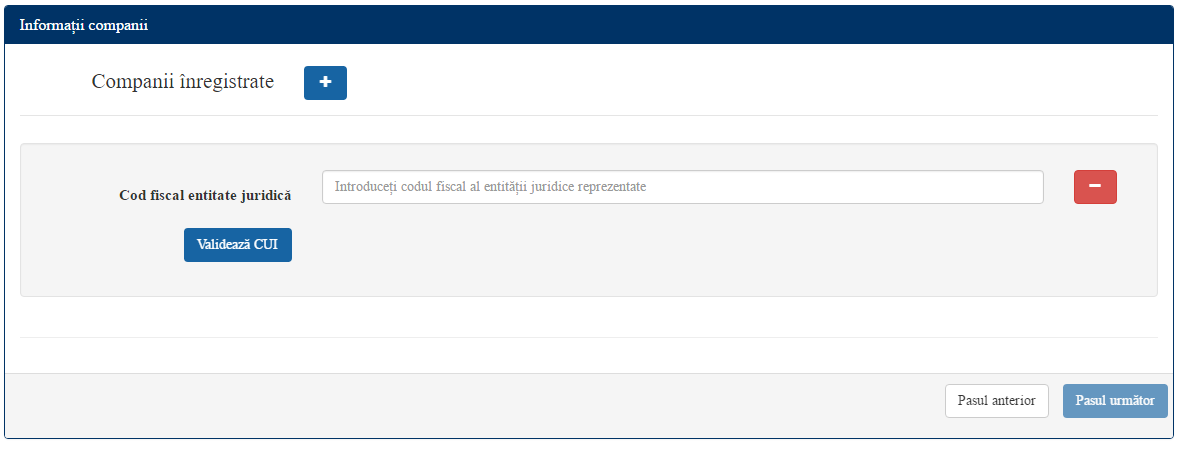 Informații companii
Companii înregistrate
Cod fiscal entitate juridică
Introduceți codul fiscal al entității juridice reprezentate
Validează CUI
Pasul anterior
Pasul următor